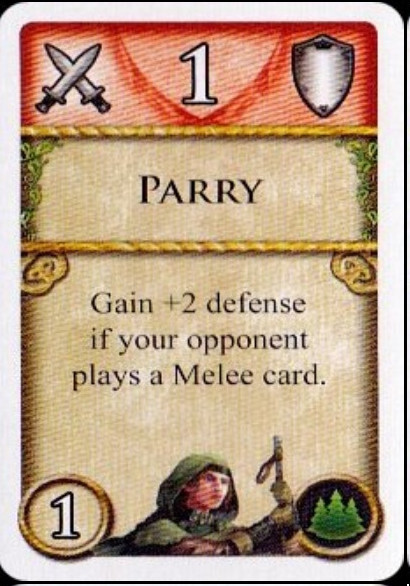 1
PARRY
Gain +2 defense
if your opponent
plays a Melee card.
1